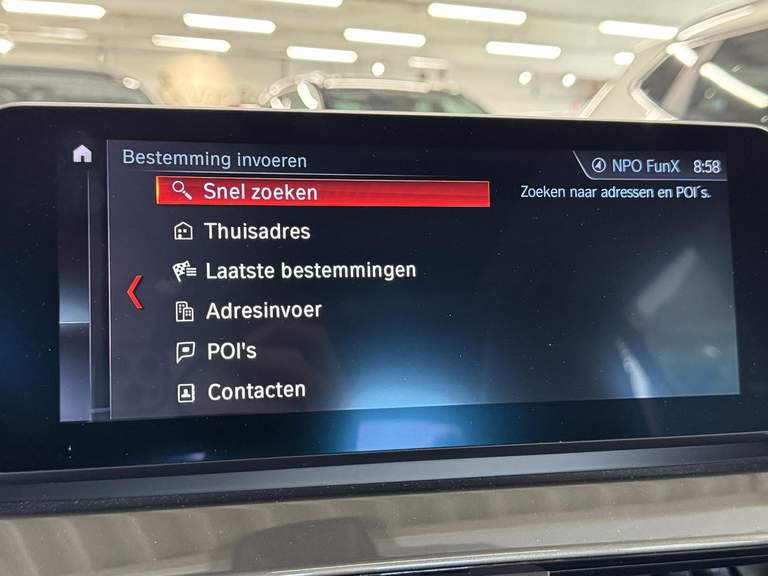 Bestemming invoeren
NPO FunX 8:58
Snel zoeken
Zoeken naar adressen en POI's.
Thuisadres
Laatste bestemmingen
Adresinvoer
POI's
Contacten